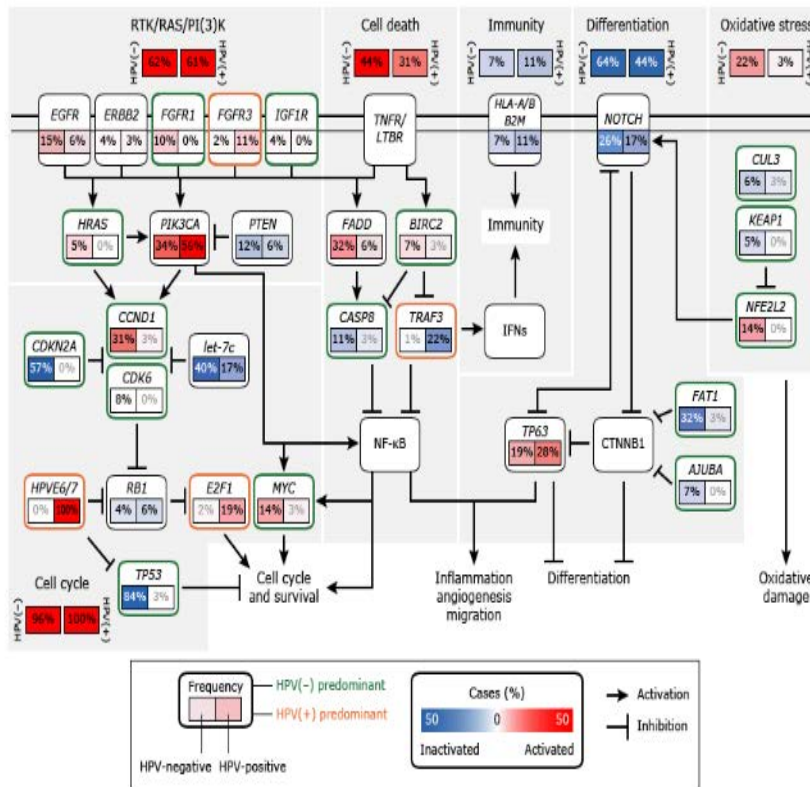 RTK/RAS/PI(3)K
Cell death
Immunity
Differentiation
Oxidative stress
HPV(−) 62% 61% HPV(+)
HPV(−) 44% 31% HPV(+)
7% 11%
HPV(−) 64% 44% HPV(+)
HPV(−) 22% 3% HPV(+)
EGFR
15% 6%
ERBB2
4% 3%
FGFR1
10% 0%
FGFR3
2% 11%
IGF1R
4% 0%
TNFR/
LTBR
HLA-A/B
B2M
7% 11%
NOTCH
26% 17%
CUL3
6% 3%
KEAP1
5% 0%
NFE2L2
14% 0%
HRAS
5% 0%
PIK3CA
34% 56%
PTEN
12% 6%
FADD
32% 6%
BIRC2
7% 3%
Immunity
CCND1
31% 3%
CDKN2A
57% 0%
let-7c
40% 17%
CDK6
8% 0%
CASP8
11% 3%
TRAF3
1% 22%
IFNs
NF-κB
TP63
19% 28%
CTNNB1
FAT1
32% 3%
AJUBA
7% 0%
HPVE6/7
0% 100%
RB1
4% 6%
E2F1
2% 19%
MYC
14% 3%
TP53
84% 3%
Cell cycle
HPV(−) 96% 100% HPV(+)
Cell cycle
and survival
Inflammation
angiogenesis
migration
Differentiation
Oxidative
damage
Frequency
HPV(−) predominant
HPV(+) predominant
HPV-negative
HPV-positive
Cases (%)
50 0 50
Inactivated Activated
Activation
Inhibition